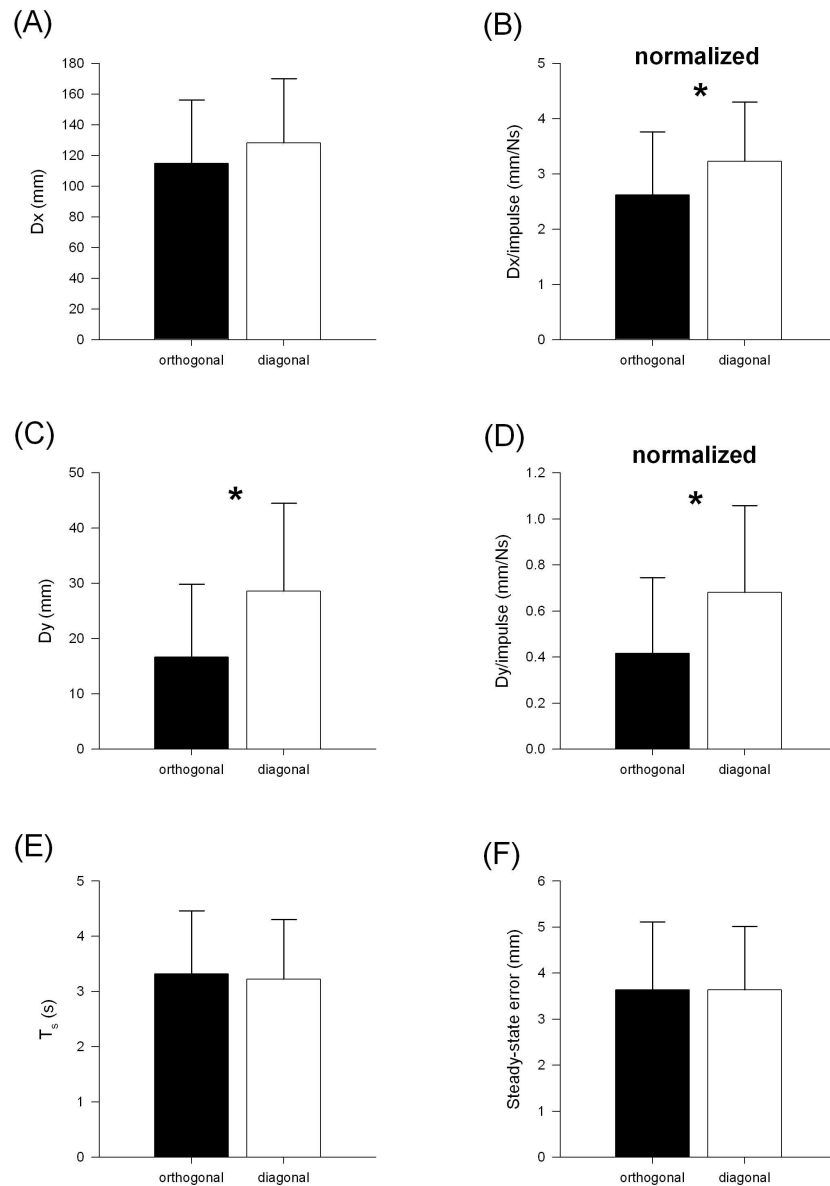 (A)
Dx (mm)
180
160
140
120
100
80
60
40
20
0
orthogonal diagonal
(B)
normalized
*
Dx/impulse (mm/Ns)
5
4
3
2
1
0
orthogonal diagonal
(C)
*
Dy (mm)
50
40
30
20
10
0
orthogonal diagonal
(D)
normalized
*
Dy/impulse (mm/Ns)
1.2
1.0
0.8
0.6
0.4
0.2
0.0
orthogonal diagonal
(E)
Ts (s)
5
4
3
2
1
0
orthogonal diagonal
(F)
Steady-state error (mm)
6
5
4
3
2
1
0
orthogonal diagonal